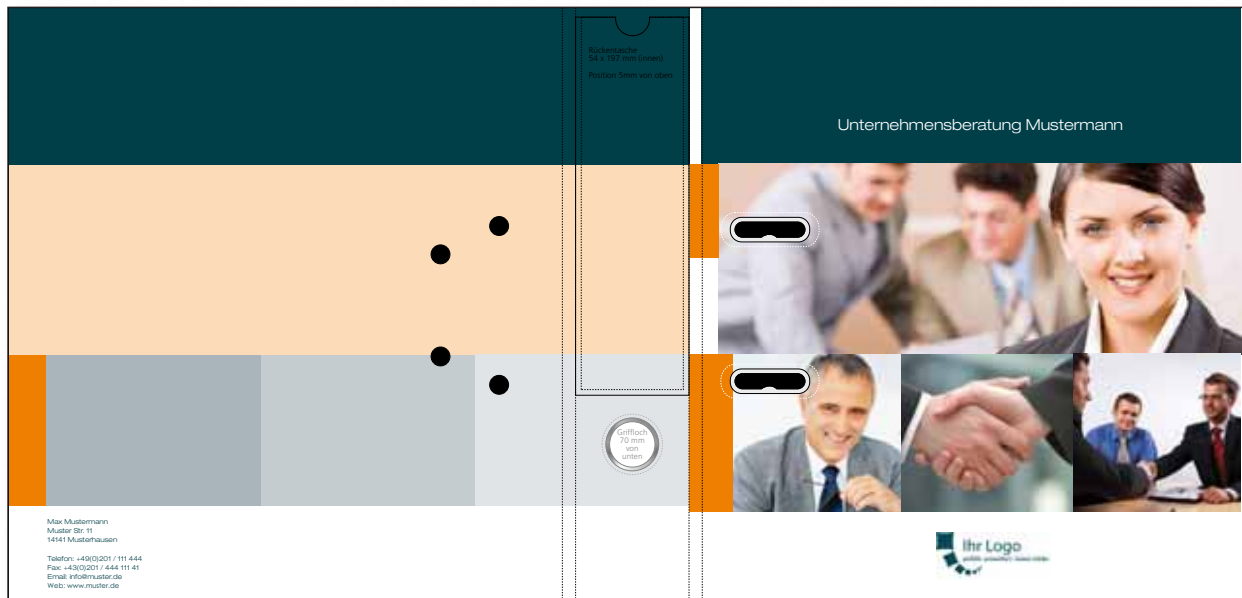 Rückentasche
54 x 197 mm (innen)
Position 5mm von oben
Unternehmensberatung Mustermann
Griffloch
70 mm
von
unten
Max Mustermann
Muster Str. 11
14141 Musterhausen
Telefon: +49(0)201 / 111 444
Fax: +43(0)201 / 444 111 41
Email: info@muster.de
Web: www.muster.de
Ihr Logo